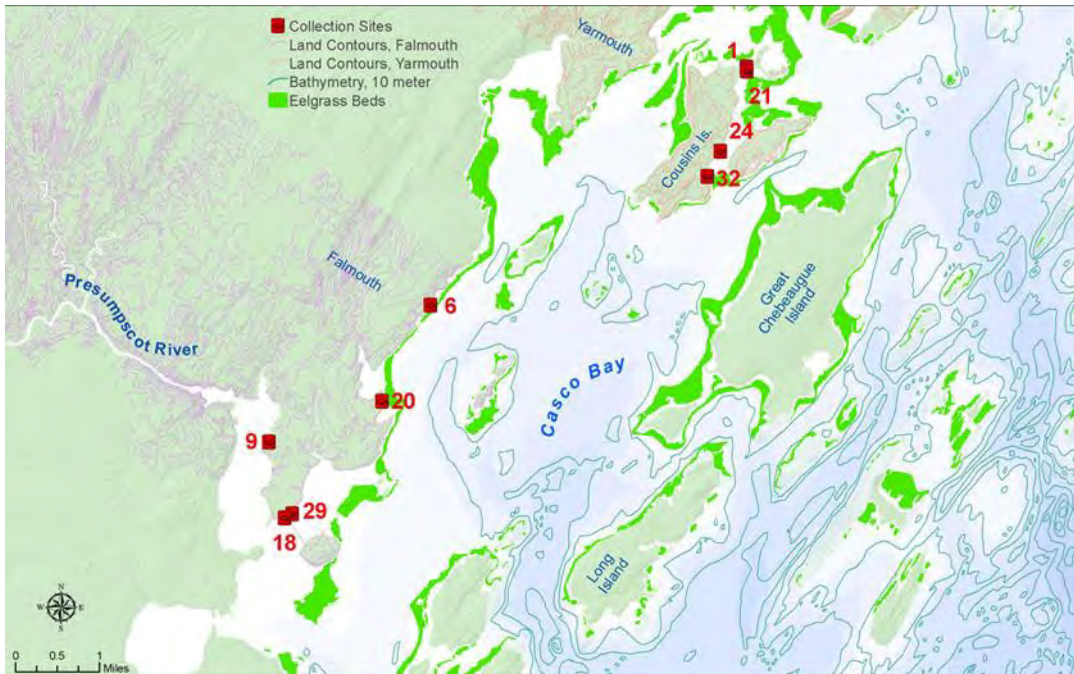 Collection Sites
Land Contours, Falmouth
Land Contours, Yarmouth
Bathymetry, 10 meter
Eelgrass Beds
Yarmouth
1
21
24
Cousins Is.
32
Falmouth
Presumpscot River
6
Great
Chebeaugue
Island
Casco Bay
20
9
29
18
Long
Island
N
W
E
S
0 0.5 1
Miles